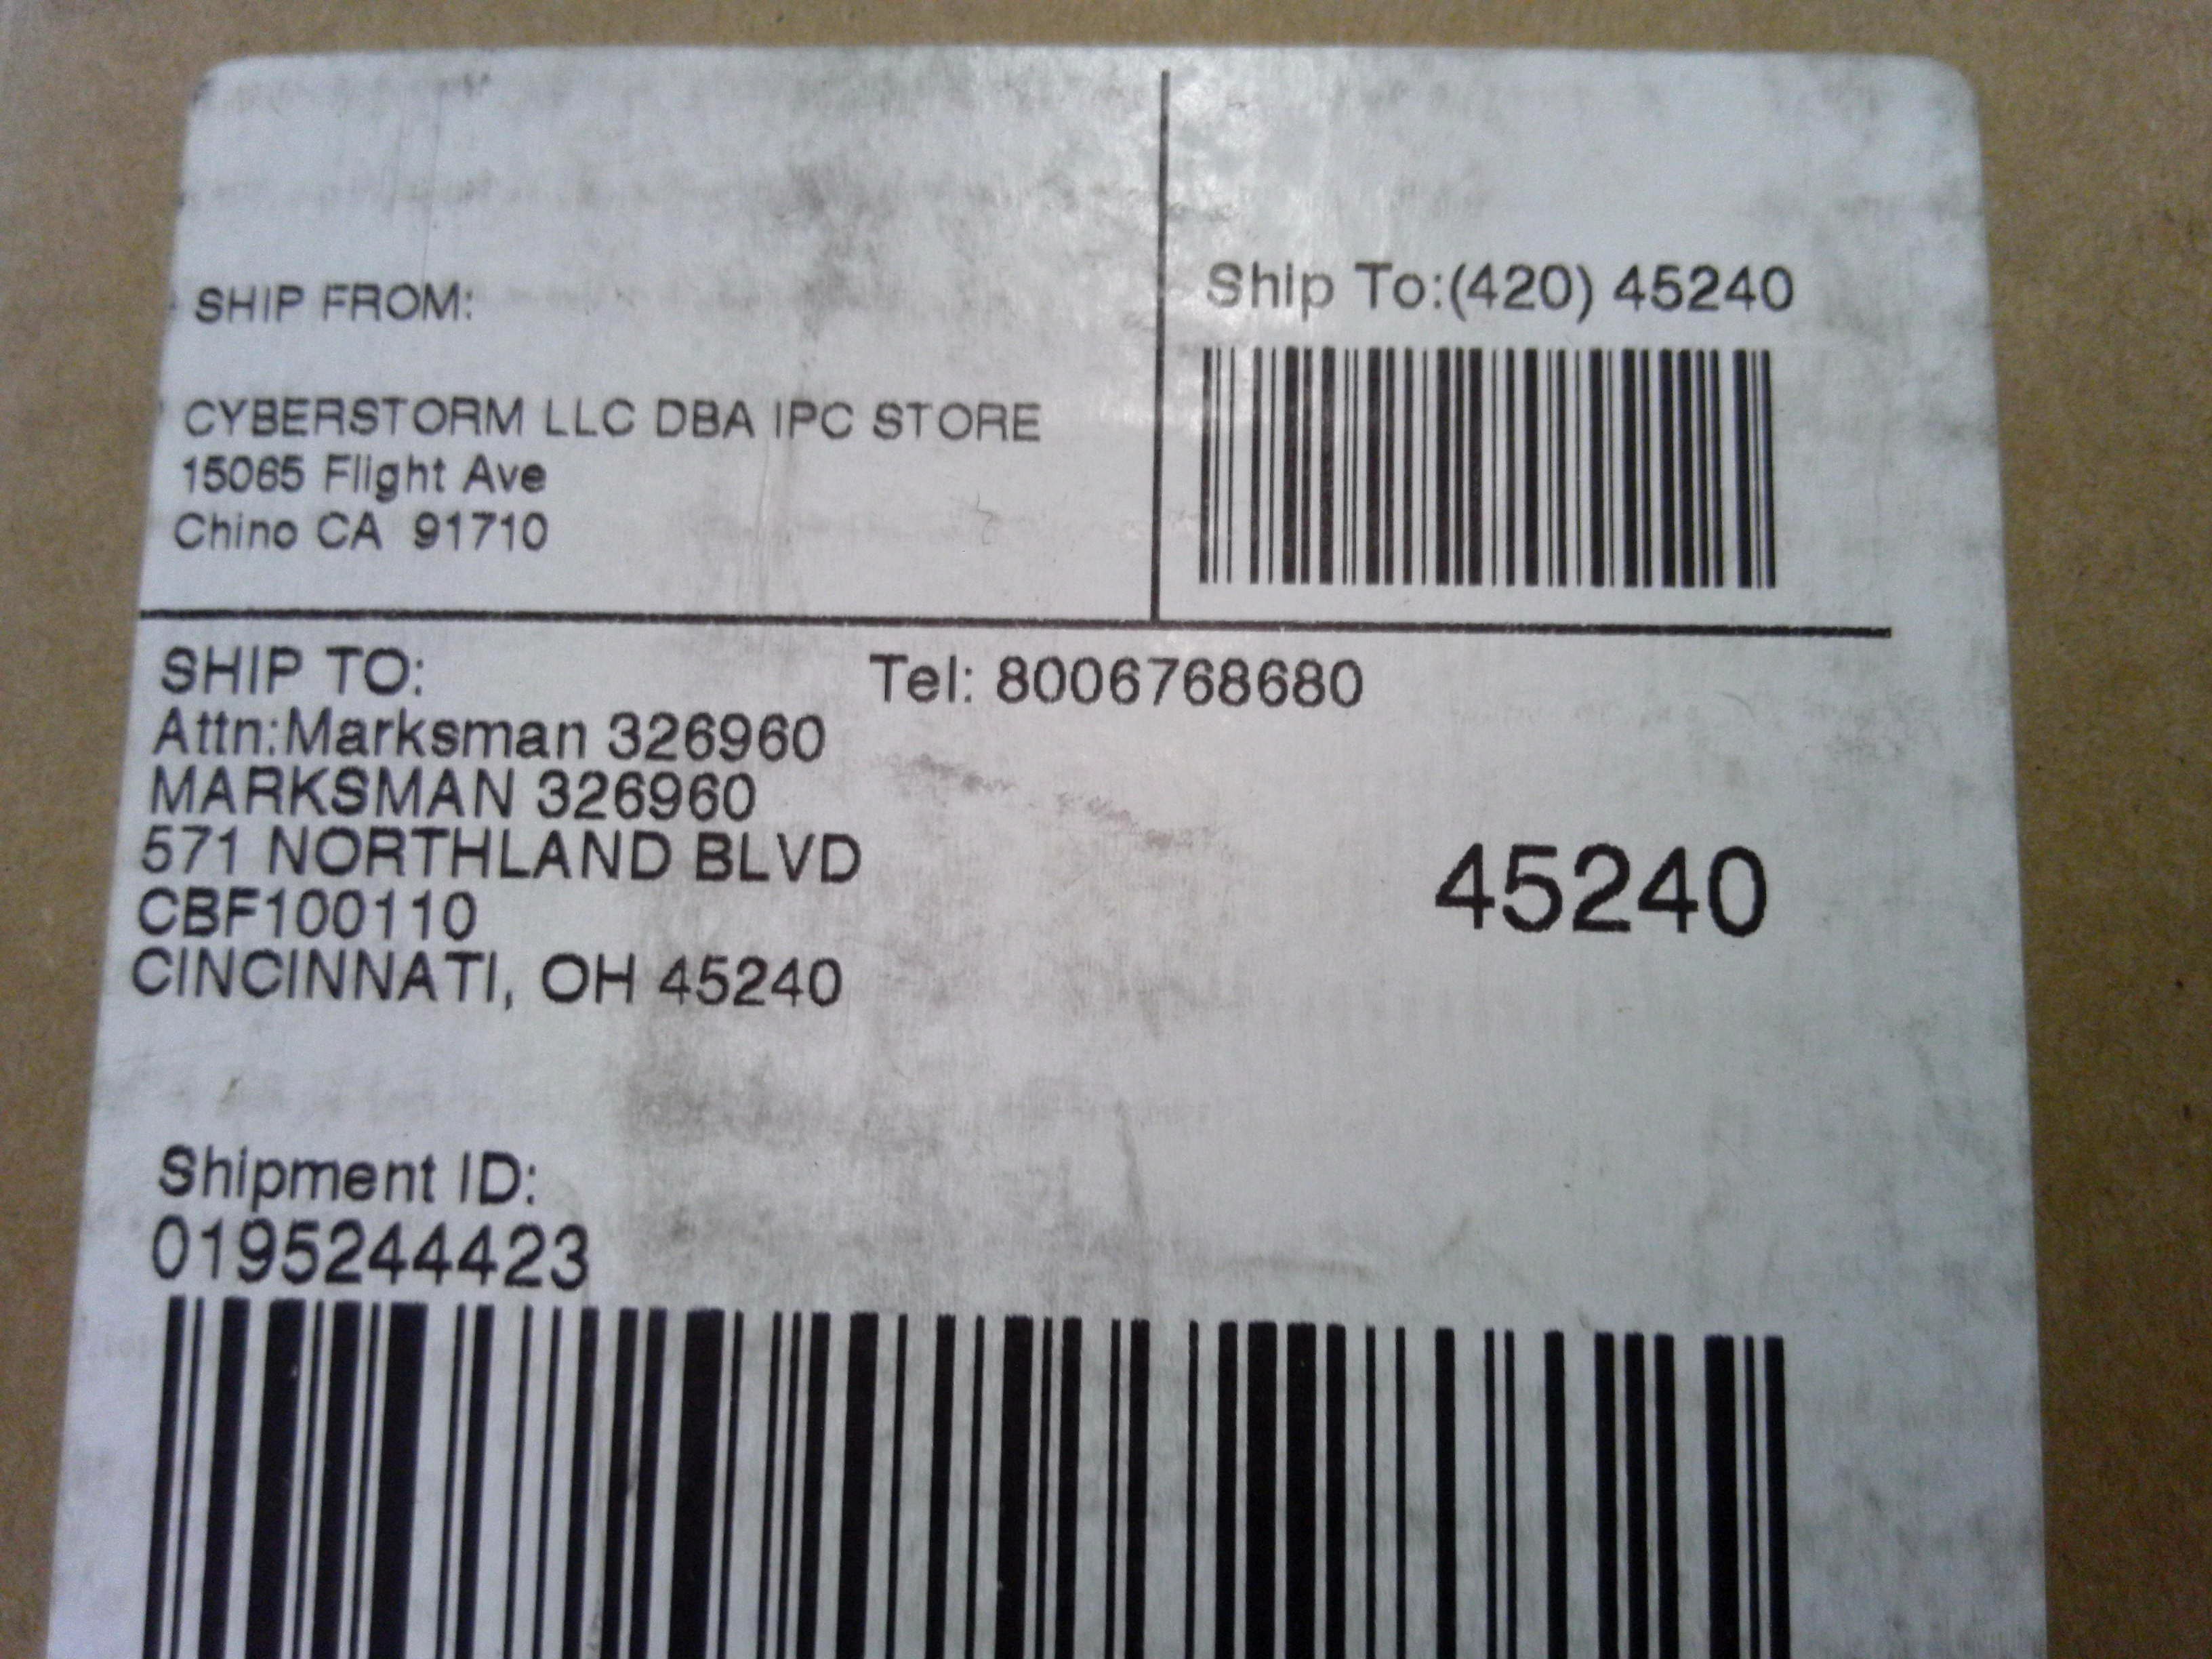 SHIP FROM:
CYBERSTORM LLC DBA IPC STORE
15065 Flight Ave
Chino CA 91710
Ship To:(420) 45240
SHIP TO:
Tel: 8006768680
Attn:Marksman 326960
MARKSMAN 326960
571 NORTHLAND BLVD
CBF100110
CINCINNATI, OH 45240
45240
Shipment ID:
0195244423